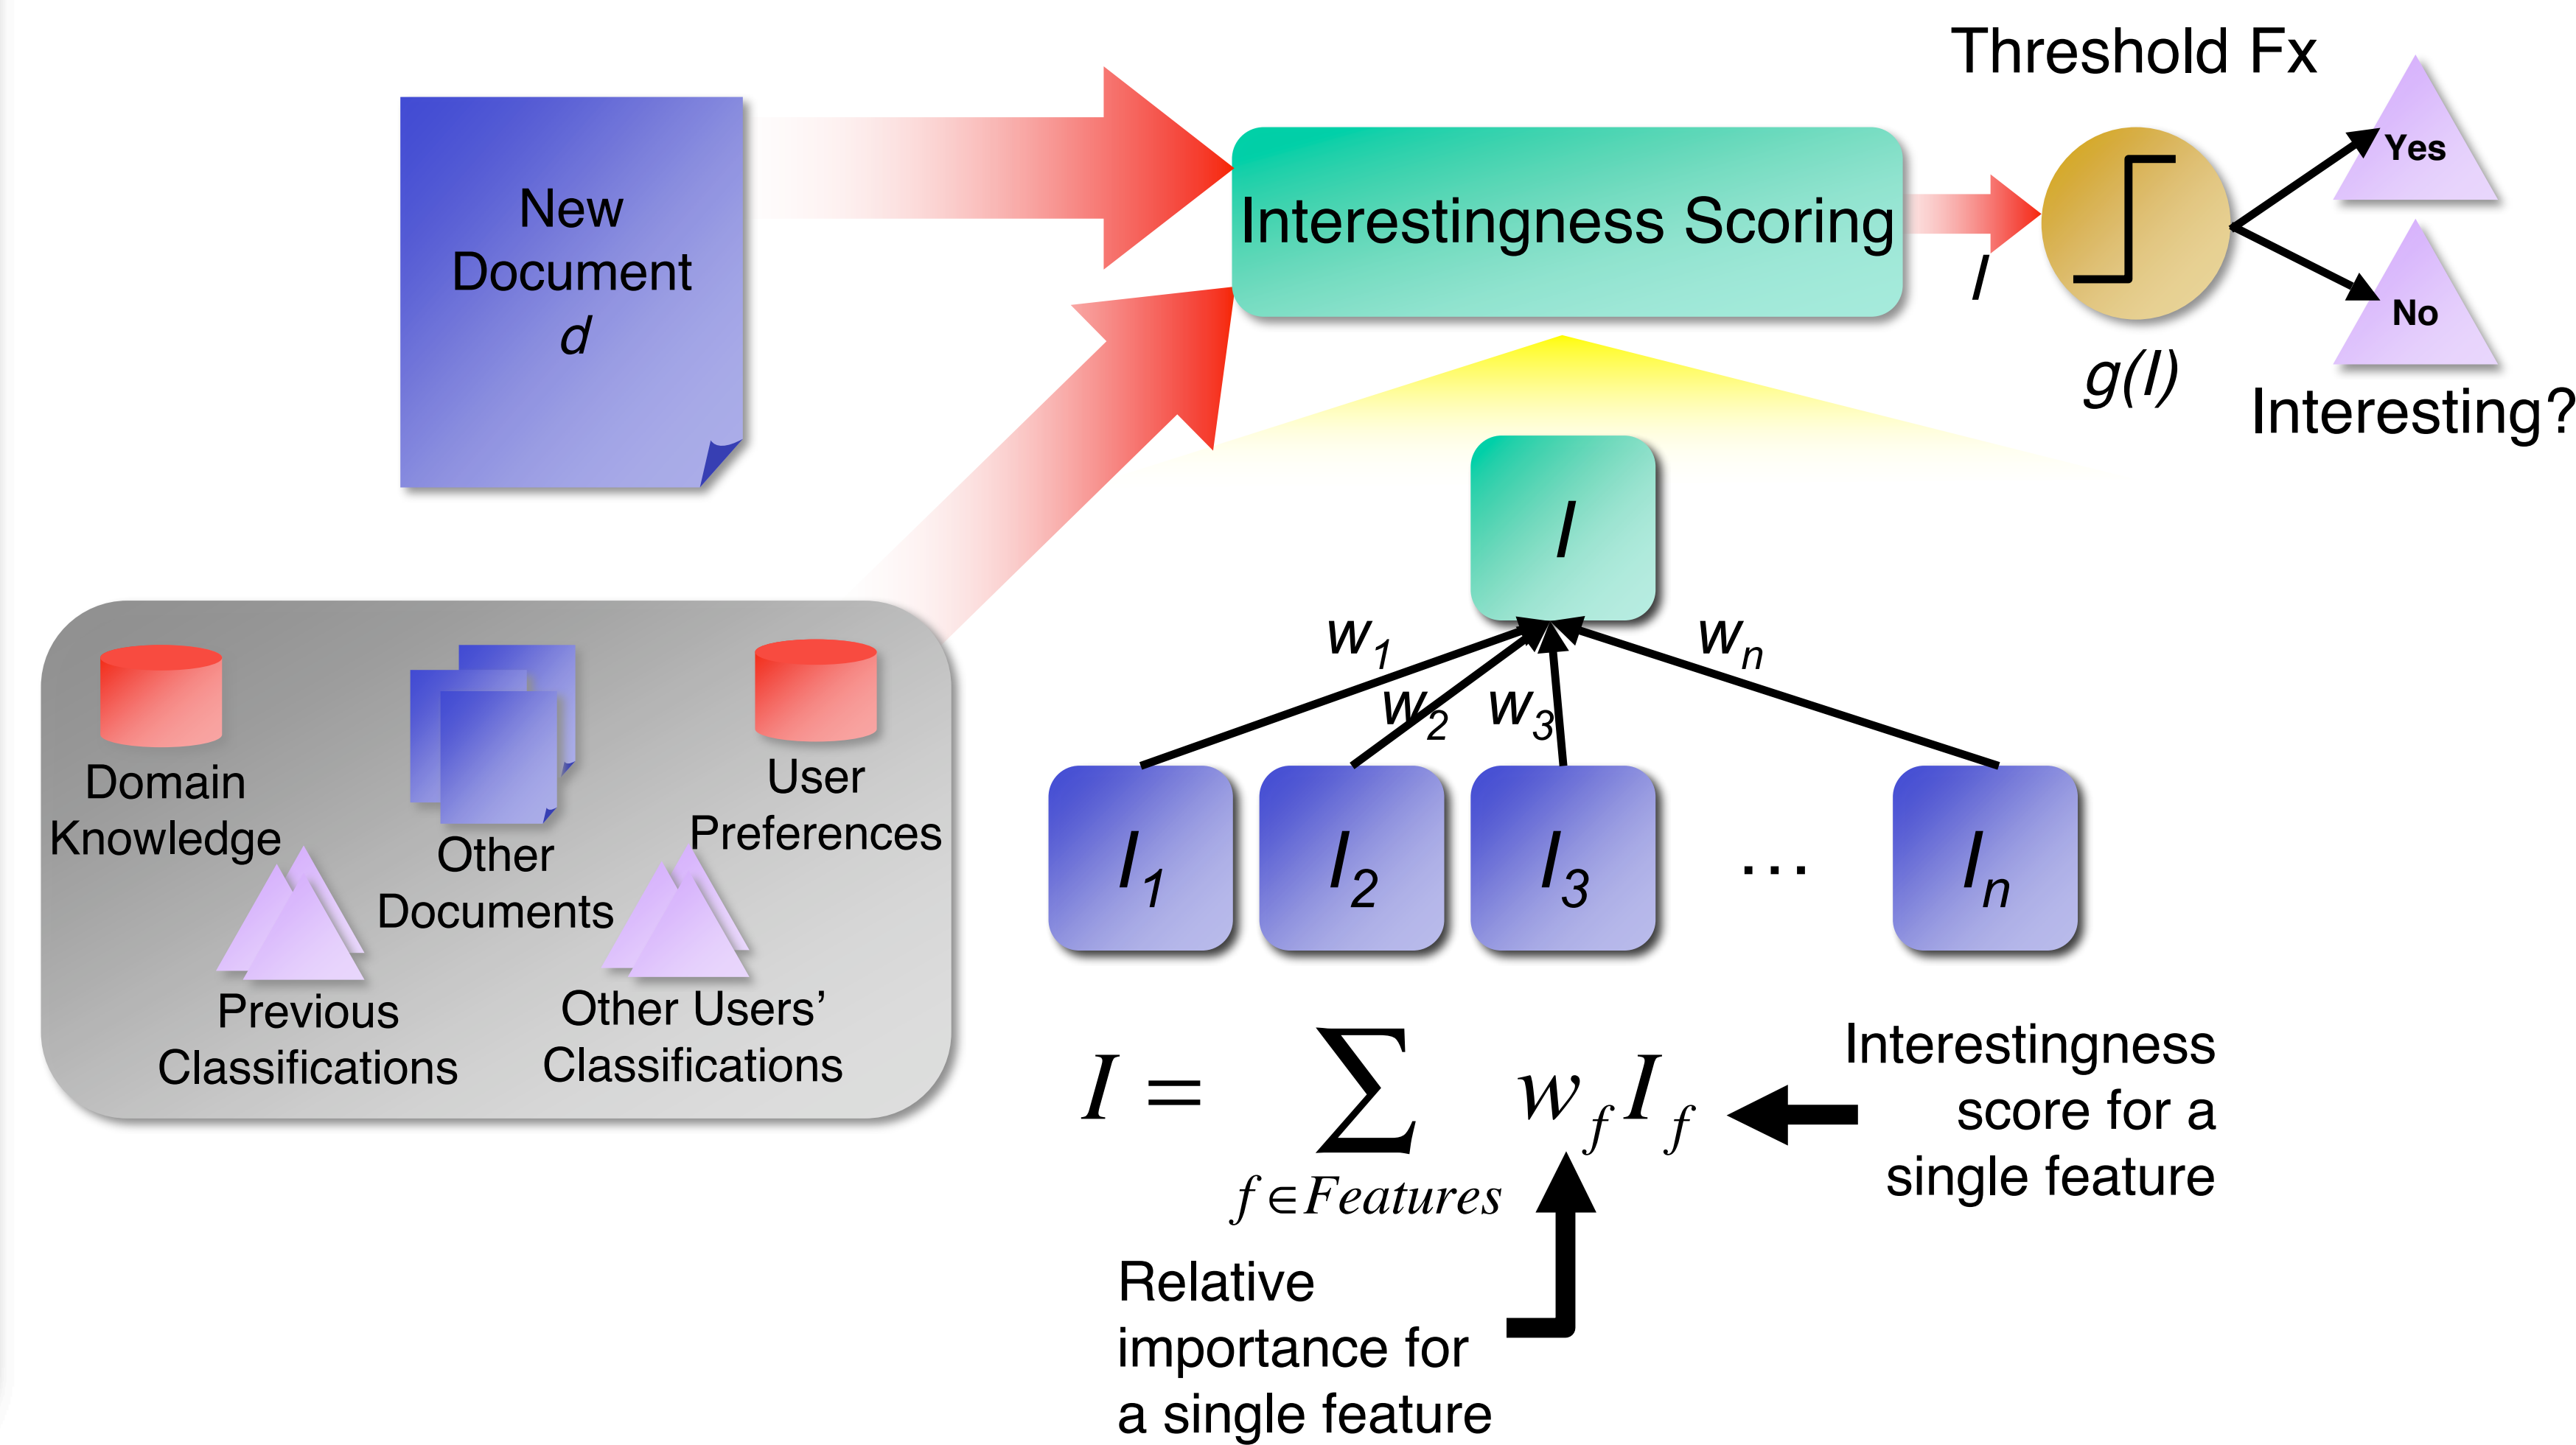 Threshold Fx
New
Document
d
Interestingness Scoring
I
g(I)
Yes
No
Interesting?
I
w1
w2
w3
wn
I1
I2
I3
…
In
Domain
Knowledge
Other
Documents
User
Preferences
Previous
Classifications
Other Users’
Classifications
I = ∑ w_f I_f
f ∈ Features
Interestingness
score for a
single feature
Relative
importance for
a single feature